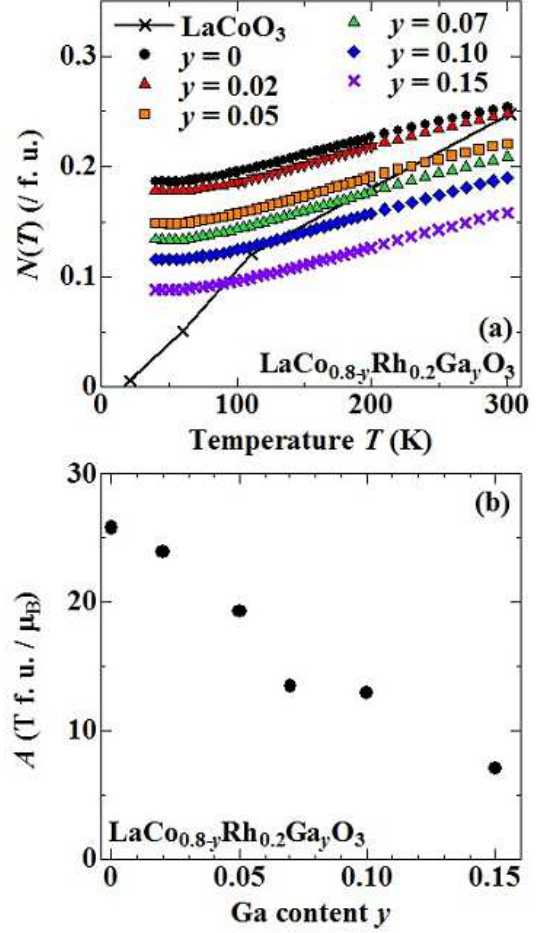 LaCoO₃
y = 0
y = 0.02
y = 0.05
y = 0.07
y = 0.10
y = 0.15
0.3
0.2
0.1
0
N(T) (/ f. u.)
(a)
LaCo₀.₈₋yRh₀.₂GayO₃
0 100 200 300
Temperature T (K)
30
20
10
0
A (T f. u. / μB)
(b)
LaCo₀.₈₋yRh₀.₂GayO₃
0 0.05 0.10 0.15
Ga content y